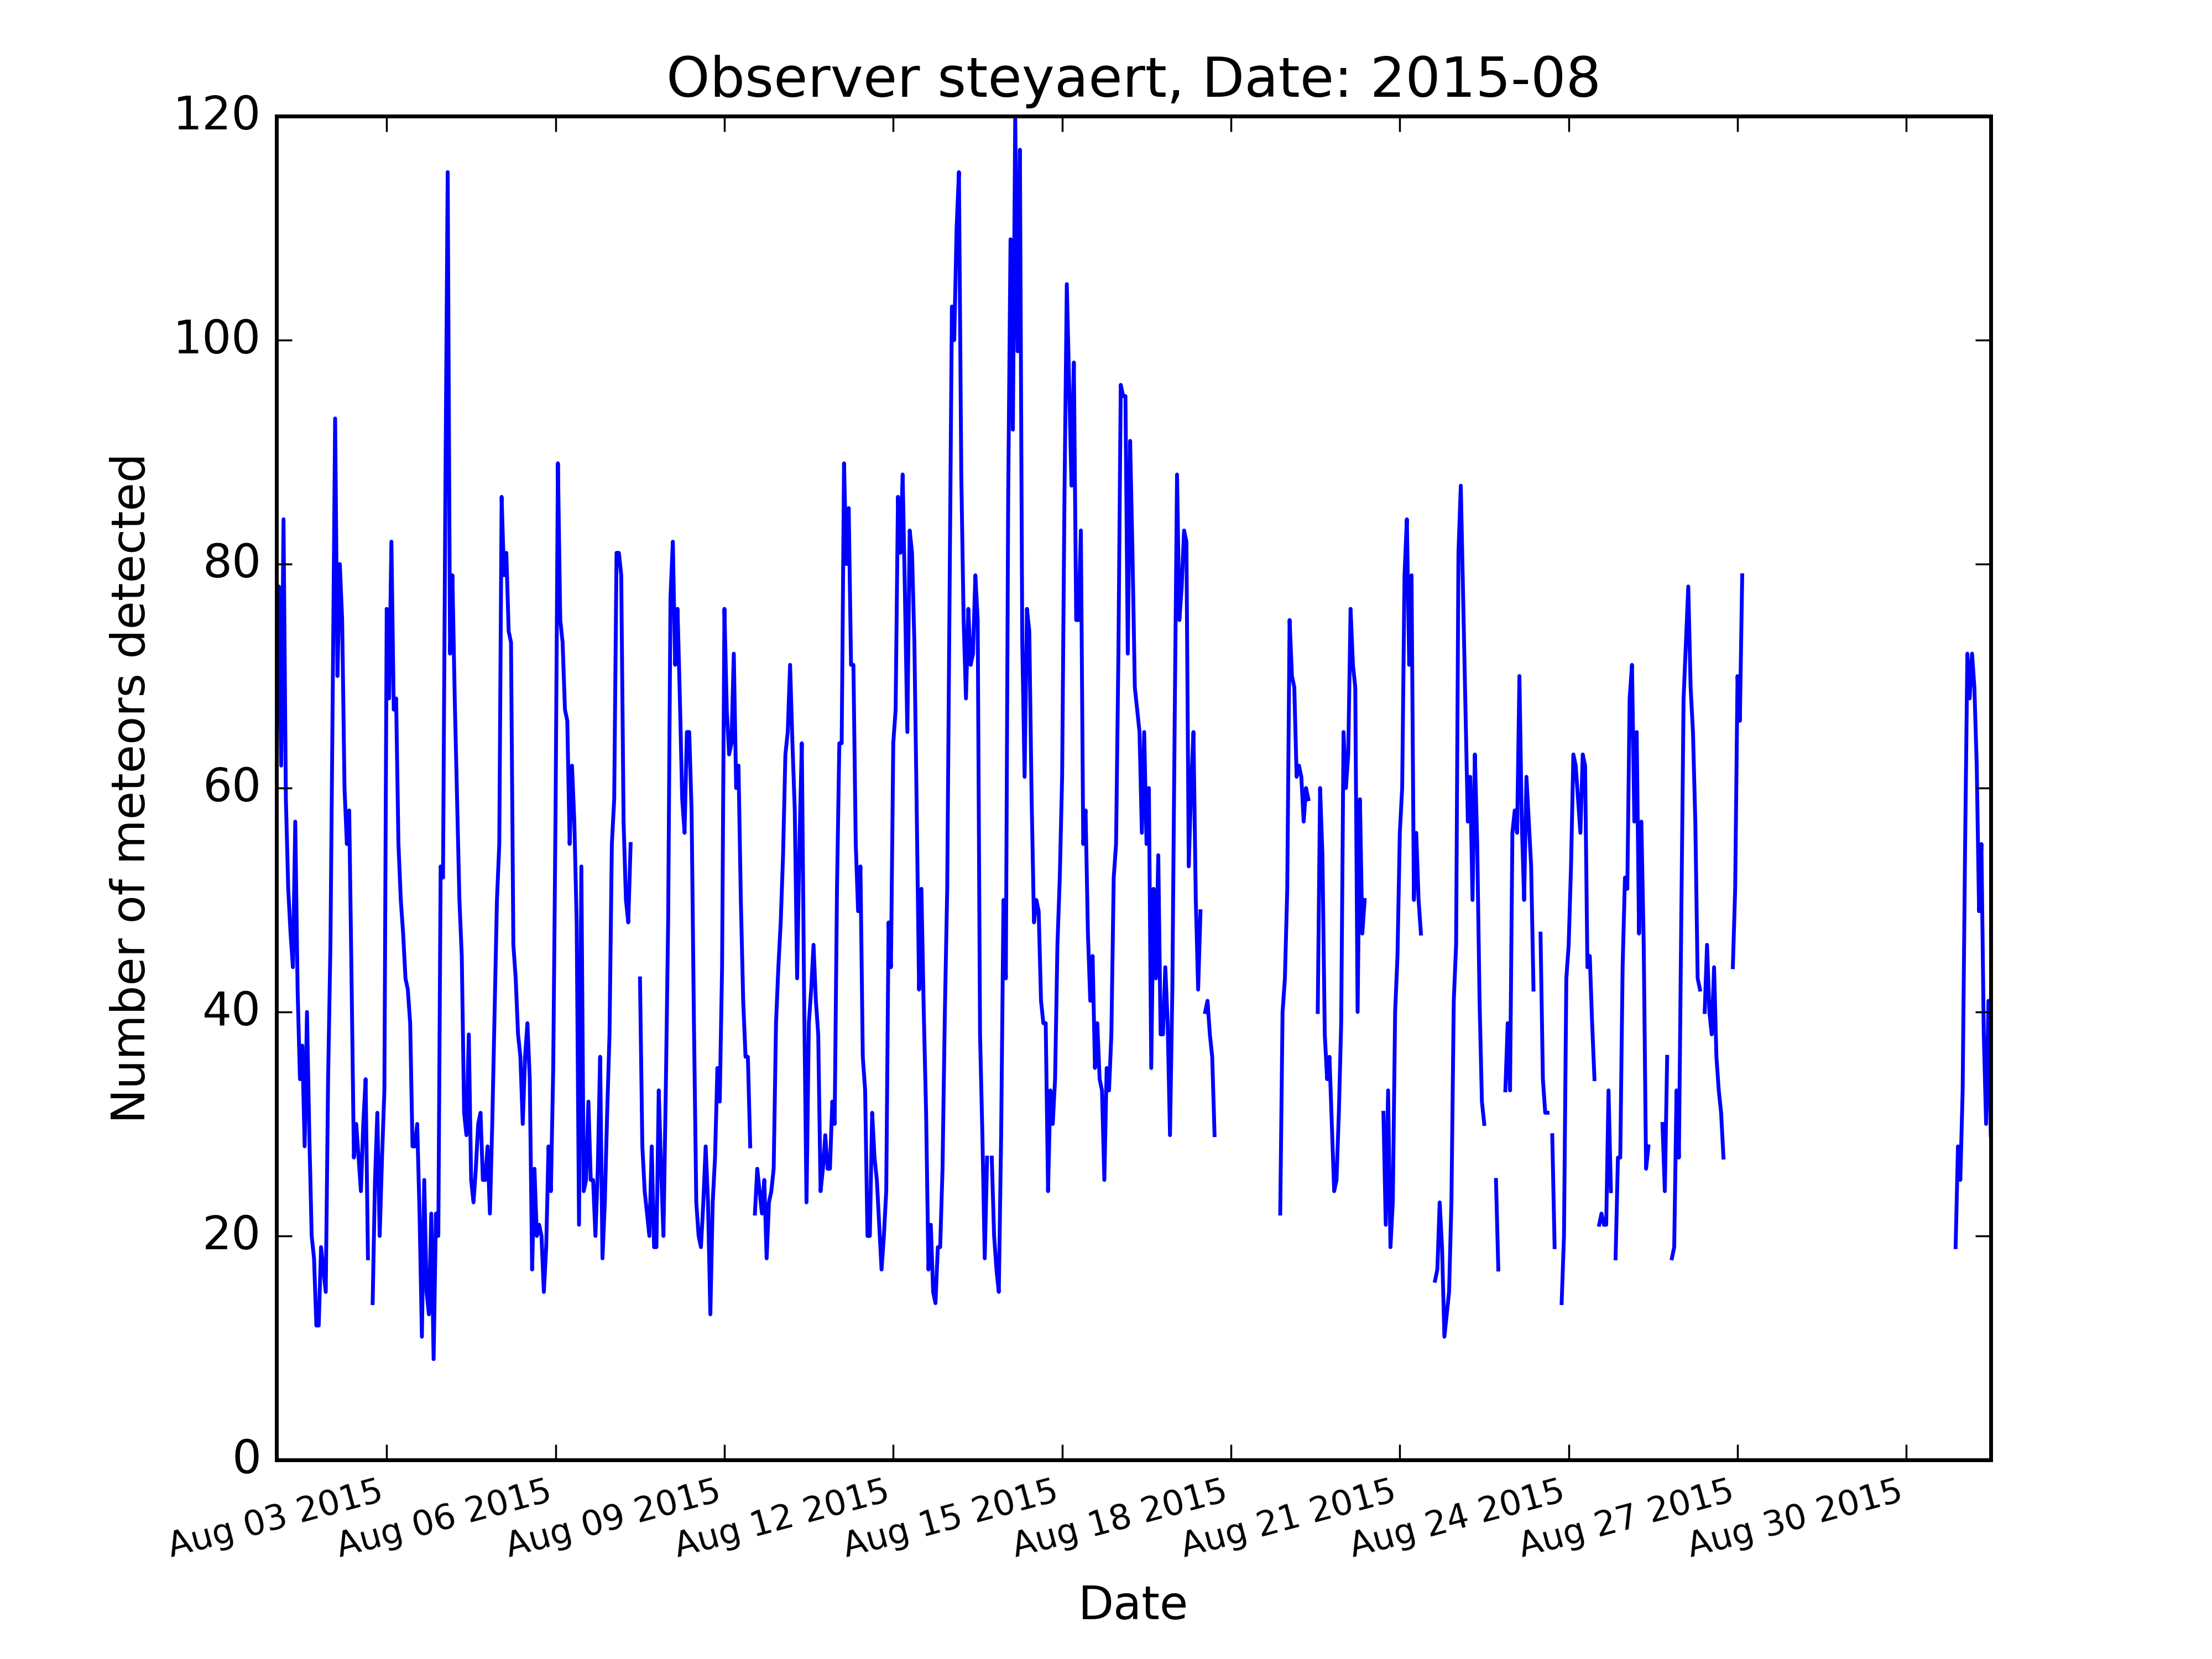 Observer steyaert, Date: 2015-08
120
100
80
60
40
20
0
Number of meteors detected
Aug 03 2015
Aug 06 2015
Aug 09 2015
Aug 12 2015
Aug 15 2015
Aug 18 2015
Aug 21 2015
Aug 24 2015
Aug 27 2015
Aug 30 2015
Date